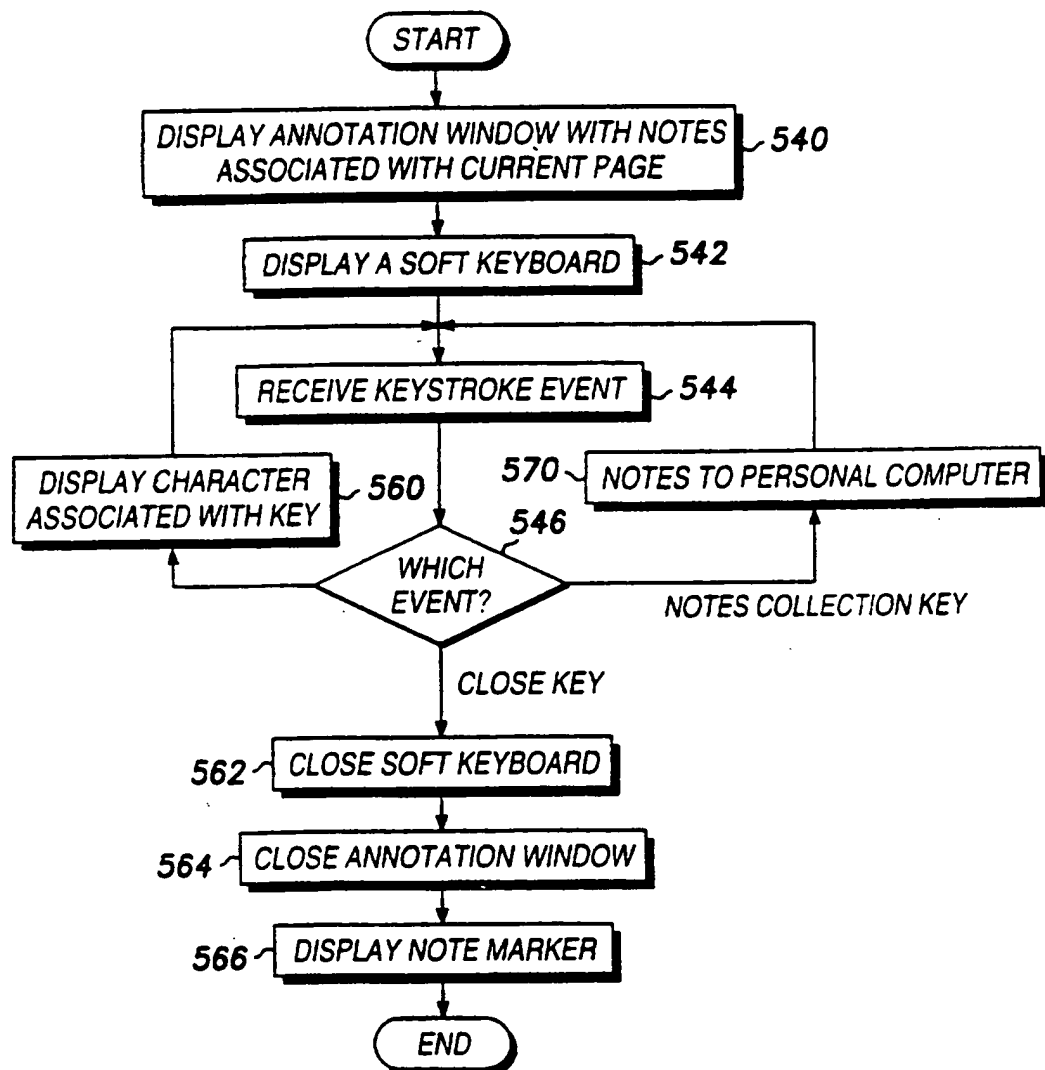 START
DISPLAY ANNOTATION WINDOW WITH NOTES
ASSOCIATED WITH CURRENT PAGE
540
DISPLAY A SOFT KEYBOARD
542
RECEIVE KEYSTROKE EVENT
544
DISPLAY CHARACTER
ASSOCIATED WITH KEY
560
570
NOTES TO PERSONAL COMPUTER
546
WHICH
EVENT?
NOTES COLLECTION KEY
CLOSE KEY
562
CLOSE SOFT KEYBOARD
564
CLOSE ANNOTATION WINDOW
566
DISPLAY NOTE MARKER
END